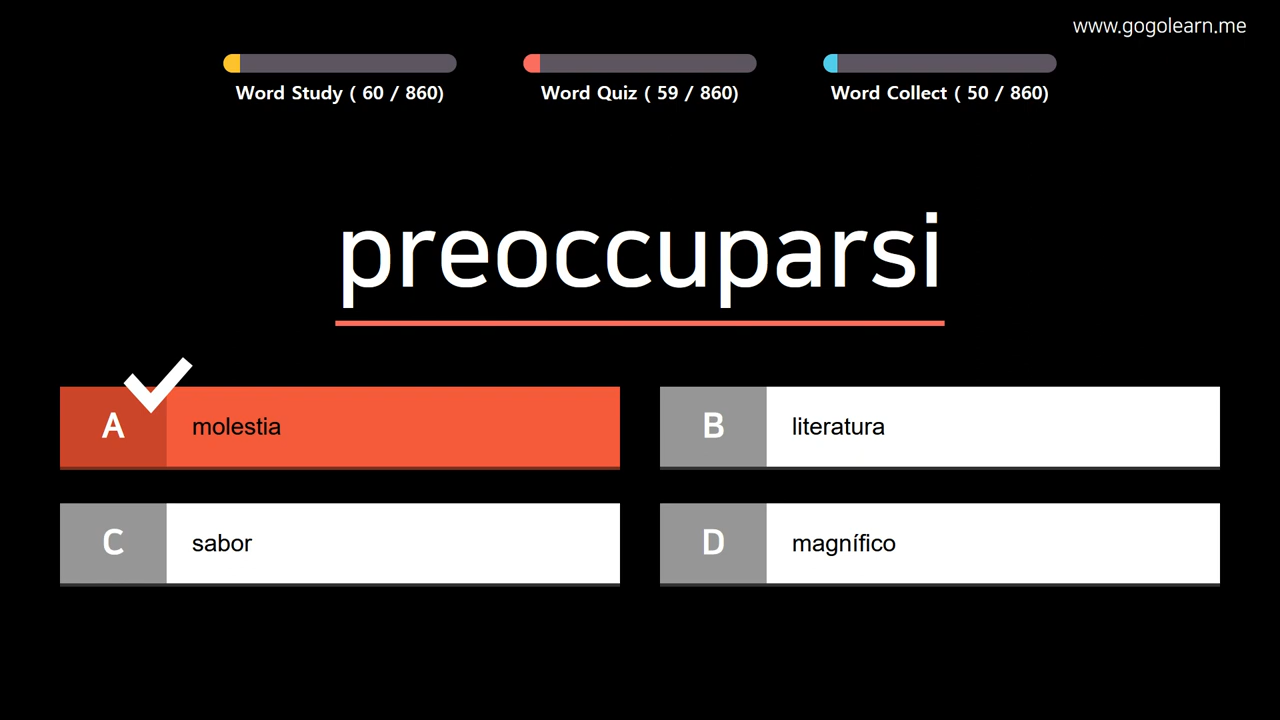 www.gogolearn.me
Word Study ( 60 / 860)
Word Quiz ( 59 / 860)
Word Collect ( 50 / 860)
preoccuparsi
A molestia
B literatura
C sabor
D magnífico